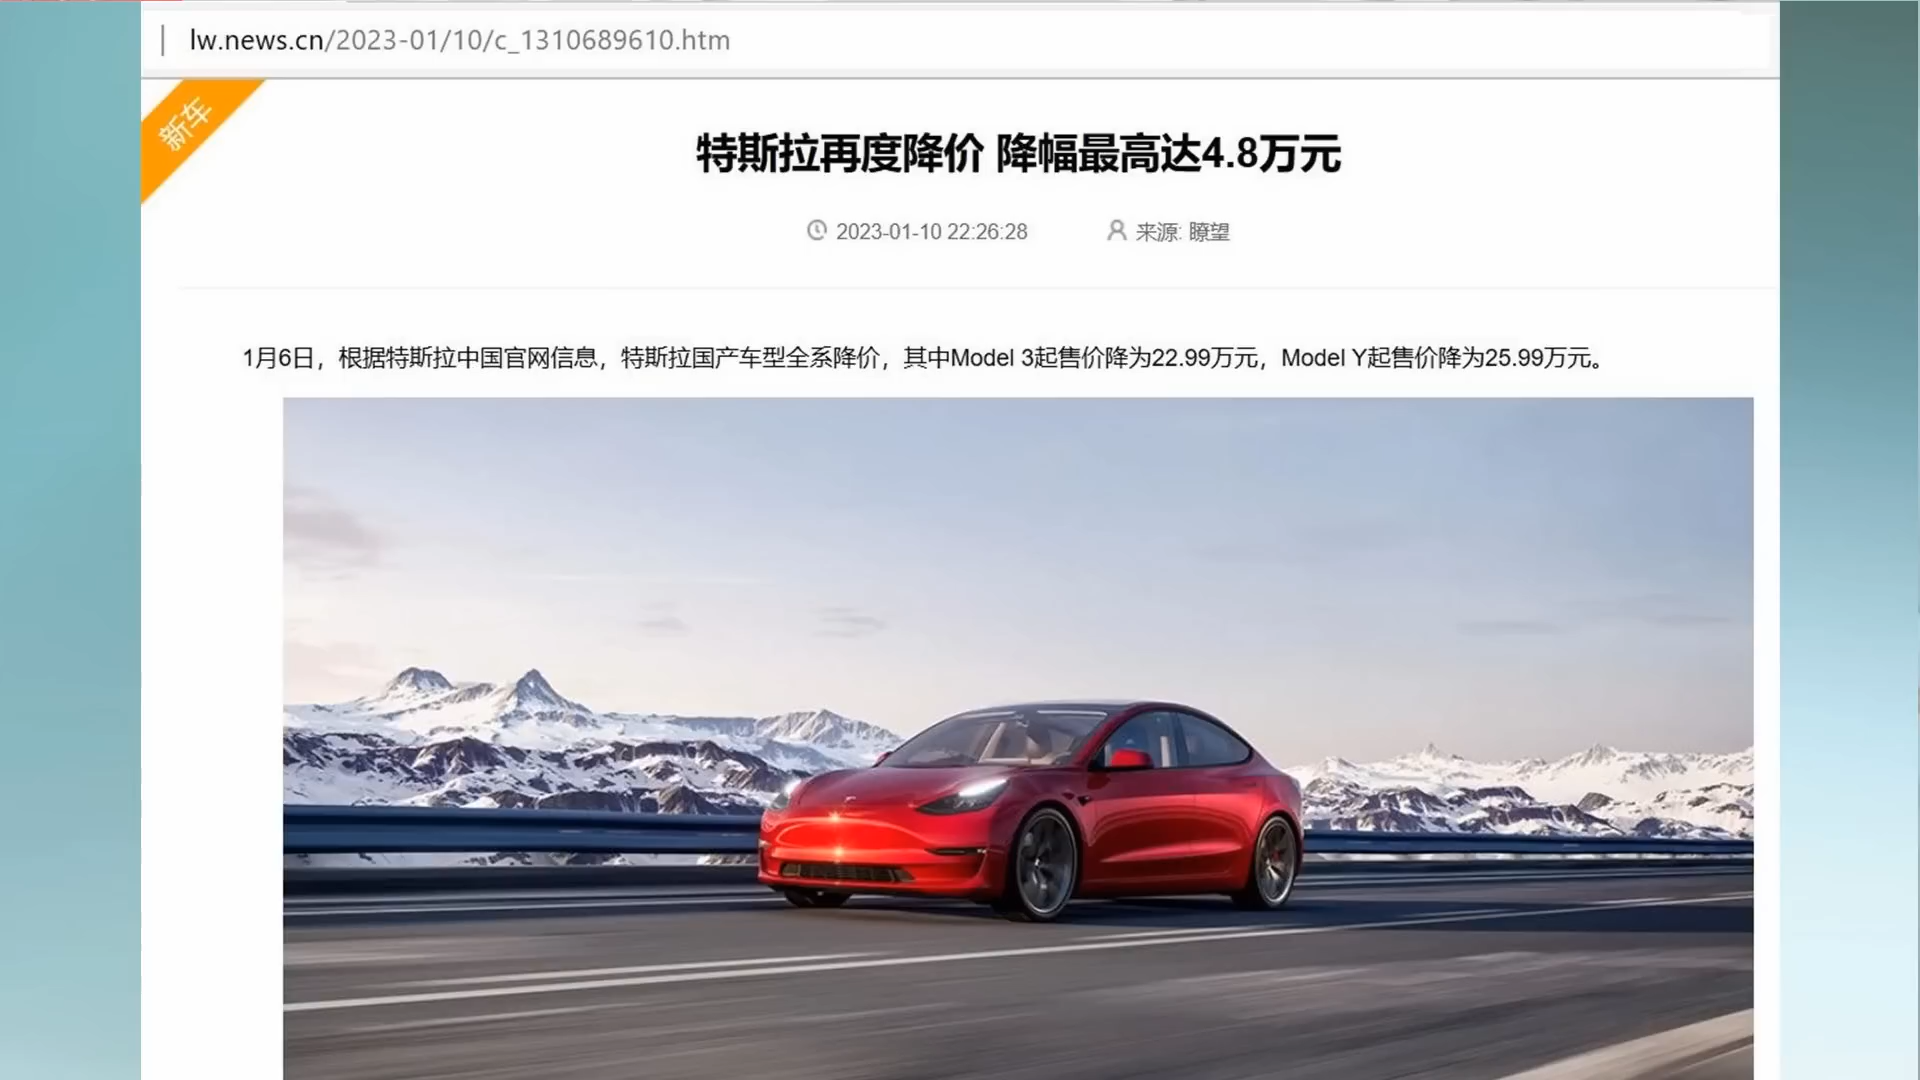 lw.news.cn/2023-01/10/c_1310689610.htm
新车
特斯拉再度降价 降幅最高达4.8万元
2023-01-10 22:26:28 来源: 瞭望
1月6日，根据特斯拉中国官网信息，特斯拉国产车型全系降价，其中Model 3起售价降为22.99万元，Model Y起售价降为25.99万元。